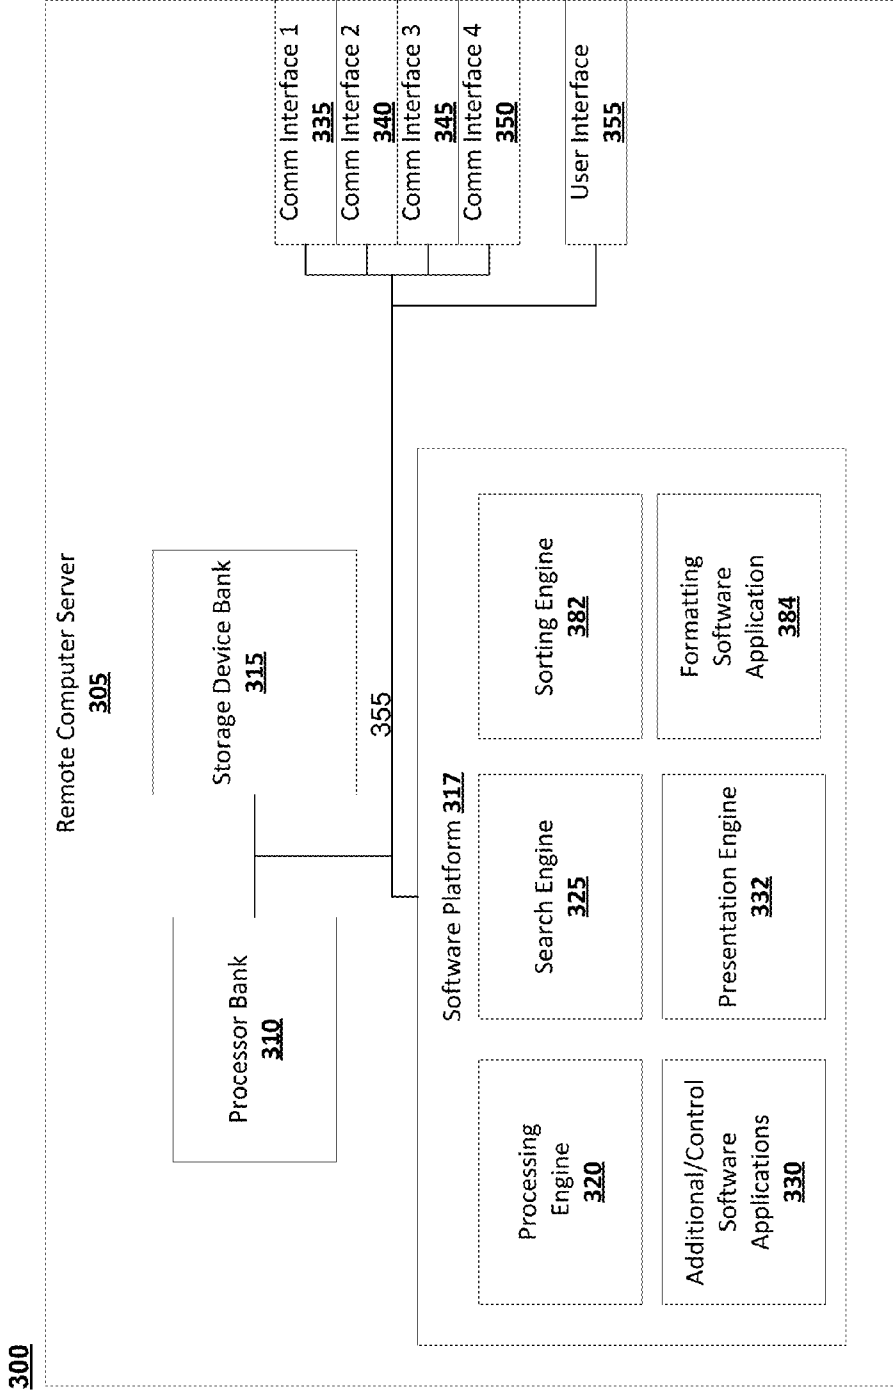 300
Remote Computer Server
305
Processor Bank
310
Storage Device Bank
315
355
Software Platform 317
Processing
Engine
320
Search Engine
325
Sorting Engine
382
Additional/Control
Software
Applications
330
Presentation Engine
332
Formatting
Software
Application
384
Comm Interface 1
335
Comm Interface 2
340
Comm Interface 3
345
Comm Interface 4
350
User Interface
355